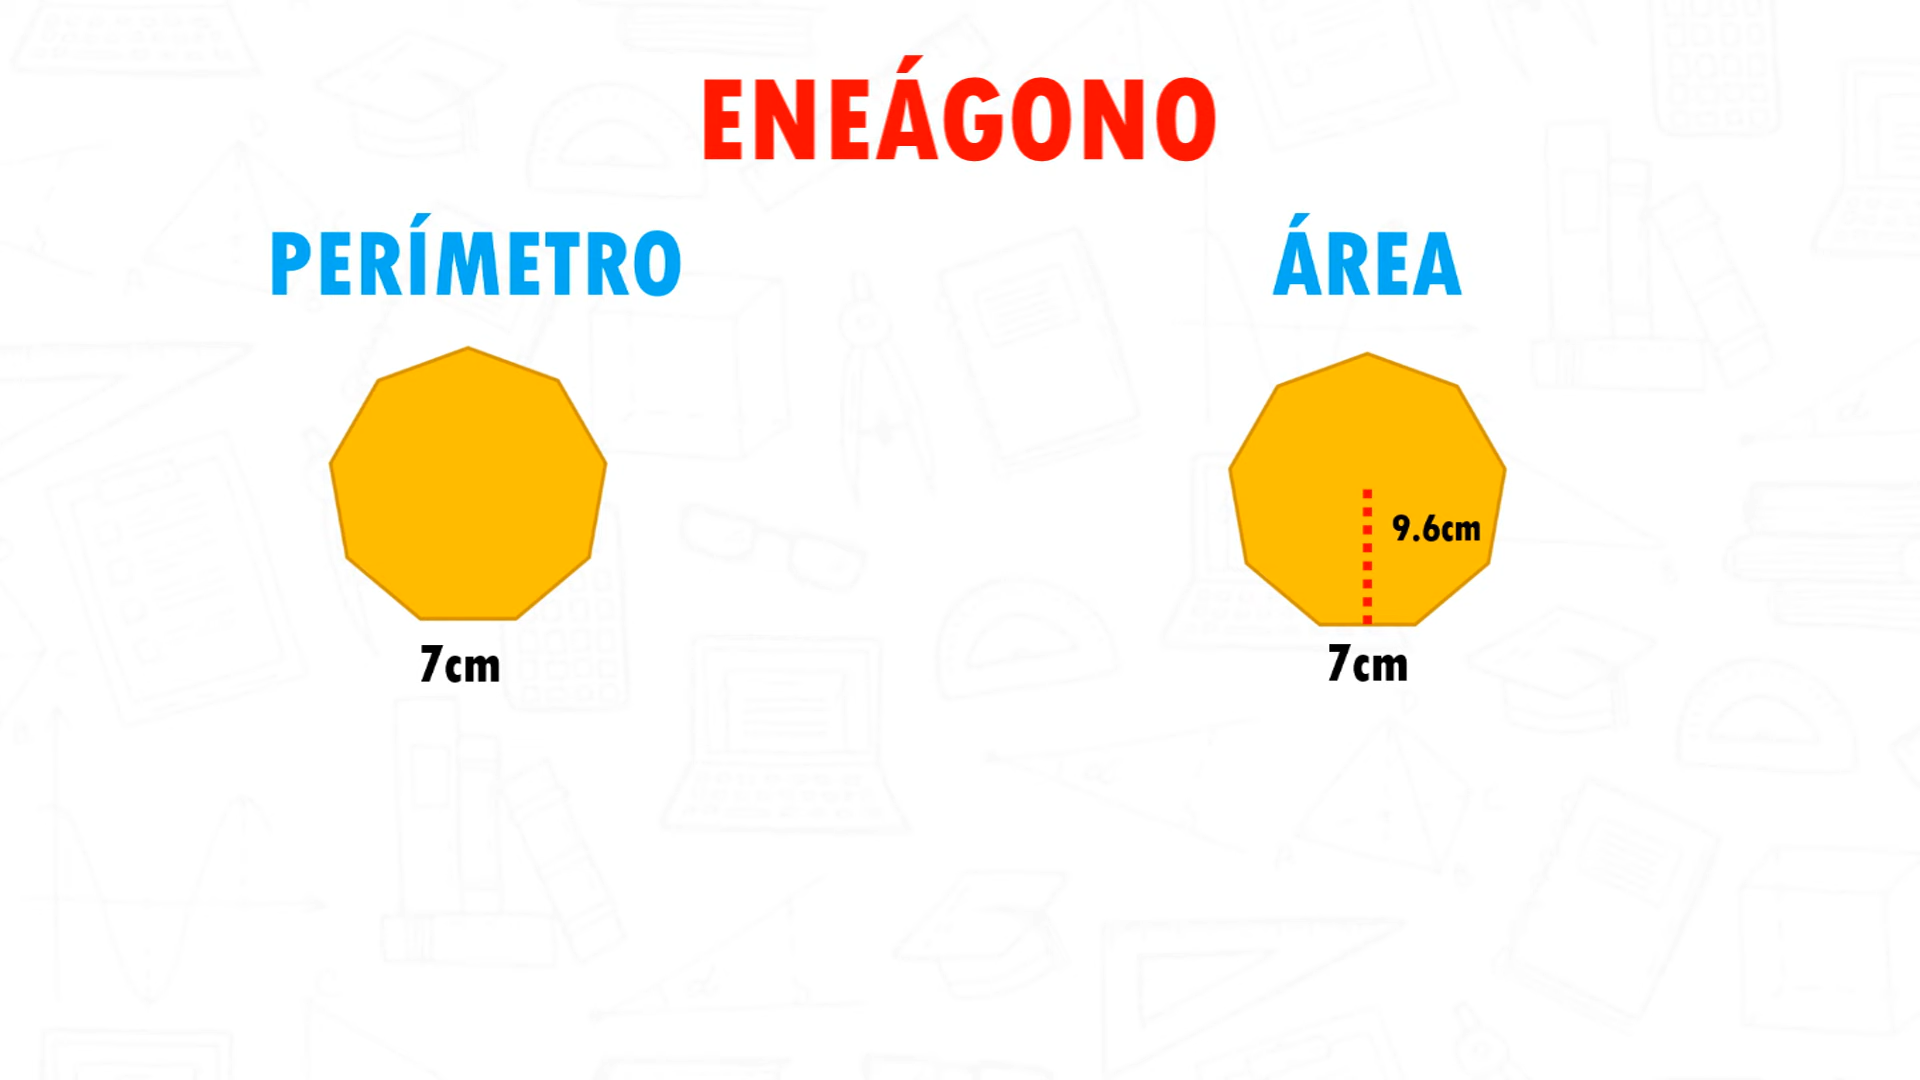 ENEÁGONO
PERÍMETRO
ÁREA
9.6cm
7cm
7cm